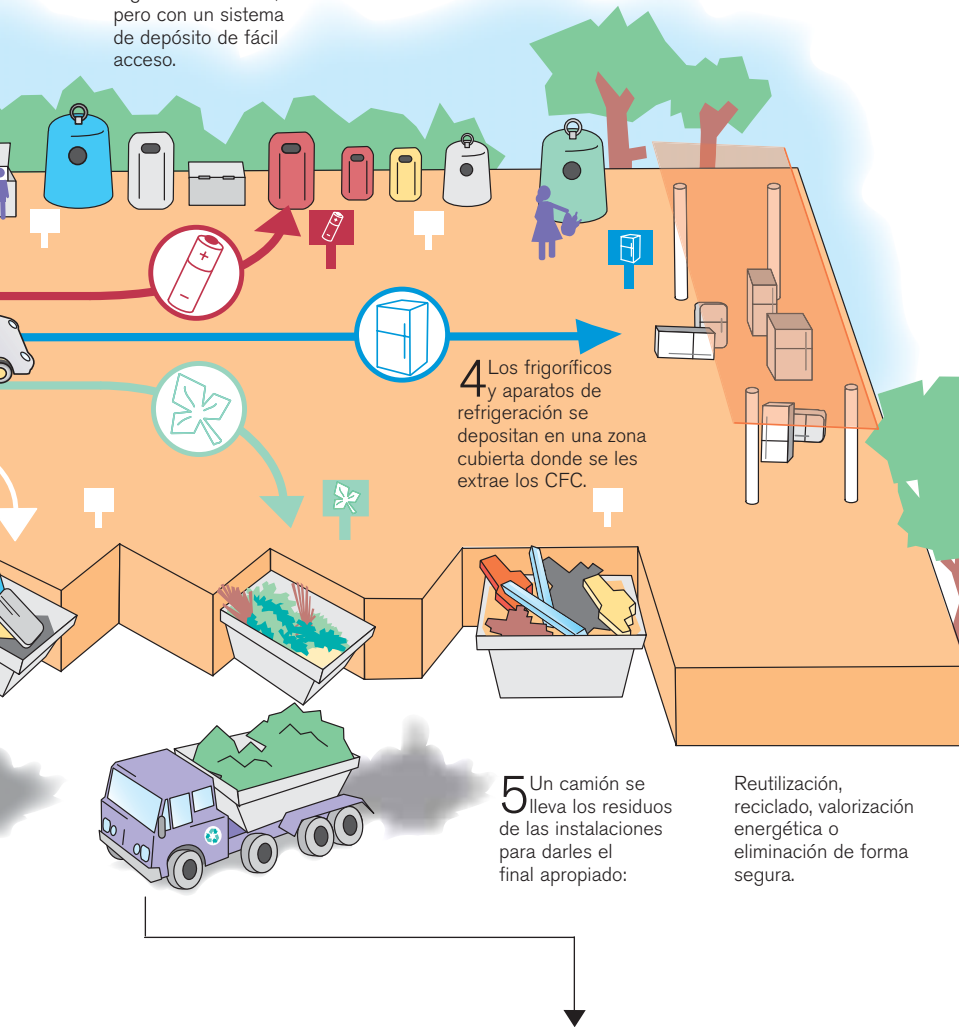 pero con un sistema
de depósito de fácil
acceso.
4 Los frigoríficos
y aparatos de
refrigeración se
depositan en una zona
cubierta donde se les
extrae los CFC.
5 Un camión se
lleva los residuos
de las instalaciones
para darles el
final apropiado:
Reutilización,
reciclado, valorización
energética o
eliminación de forma
segura.